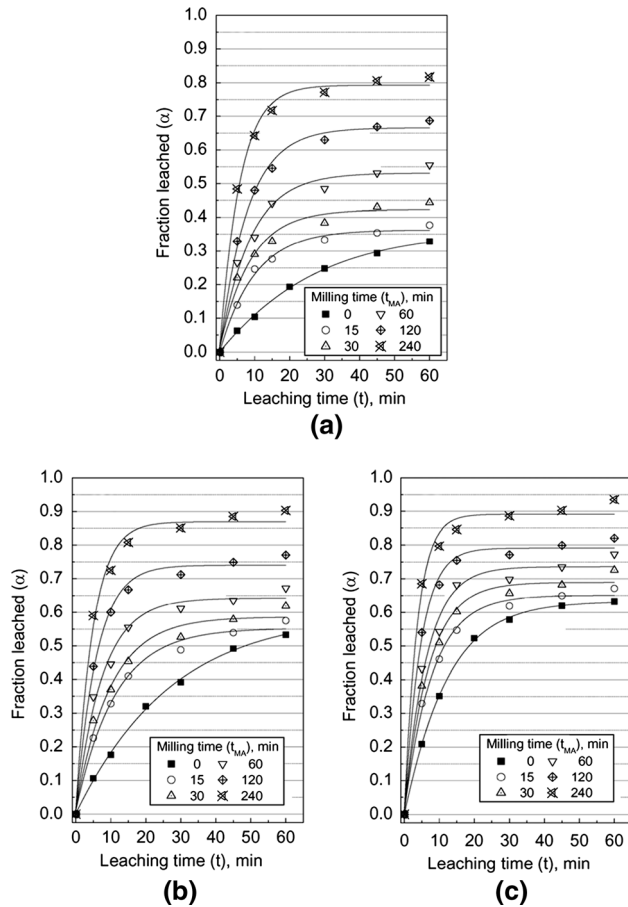 1.0
0.9
0.8
0.7
0.6
0.5
0.4
0.3
0.2
0.1
0.0
Fraction leached (α)
Milling time (tMA), min
0 60
15 120
30 240
0 10 20 30 40 50 60
Leaching time (t), min
(a)
1.0
0.9
0.8
0.7
0.6
0.5
0.4
0.3
0.2
0.1
0.0
Fraction leached (α)
Milling time (tMA), min
0 60
15 120
30 240
0 10 20 30 40 50 60
Leaching time (t), min
(b)
1.0
0.9
0.8
0.7
0.6
0.5
0.4
0.3
0.2
0.1
0.0
Fraction leached (α)
Milling time (tMA), min
0 60
15 120
30 240
0 10 20 30 40 50 60
Leaching time (t), min
(c)